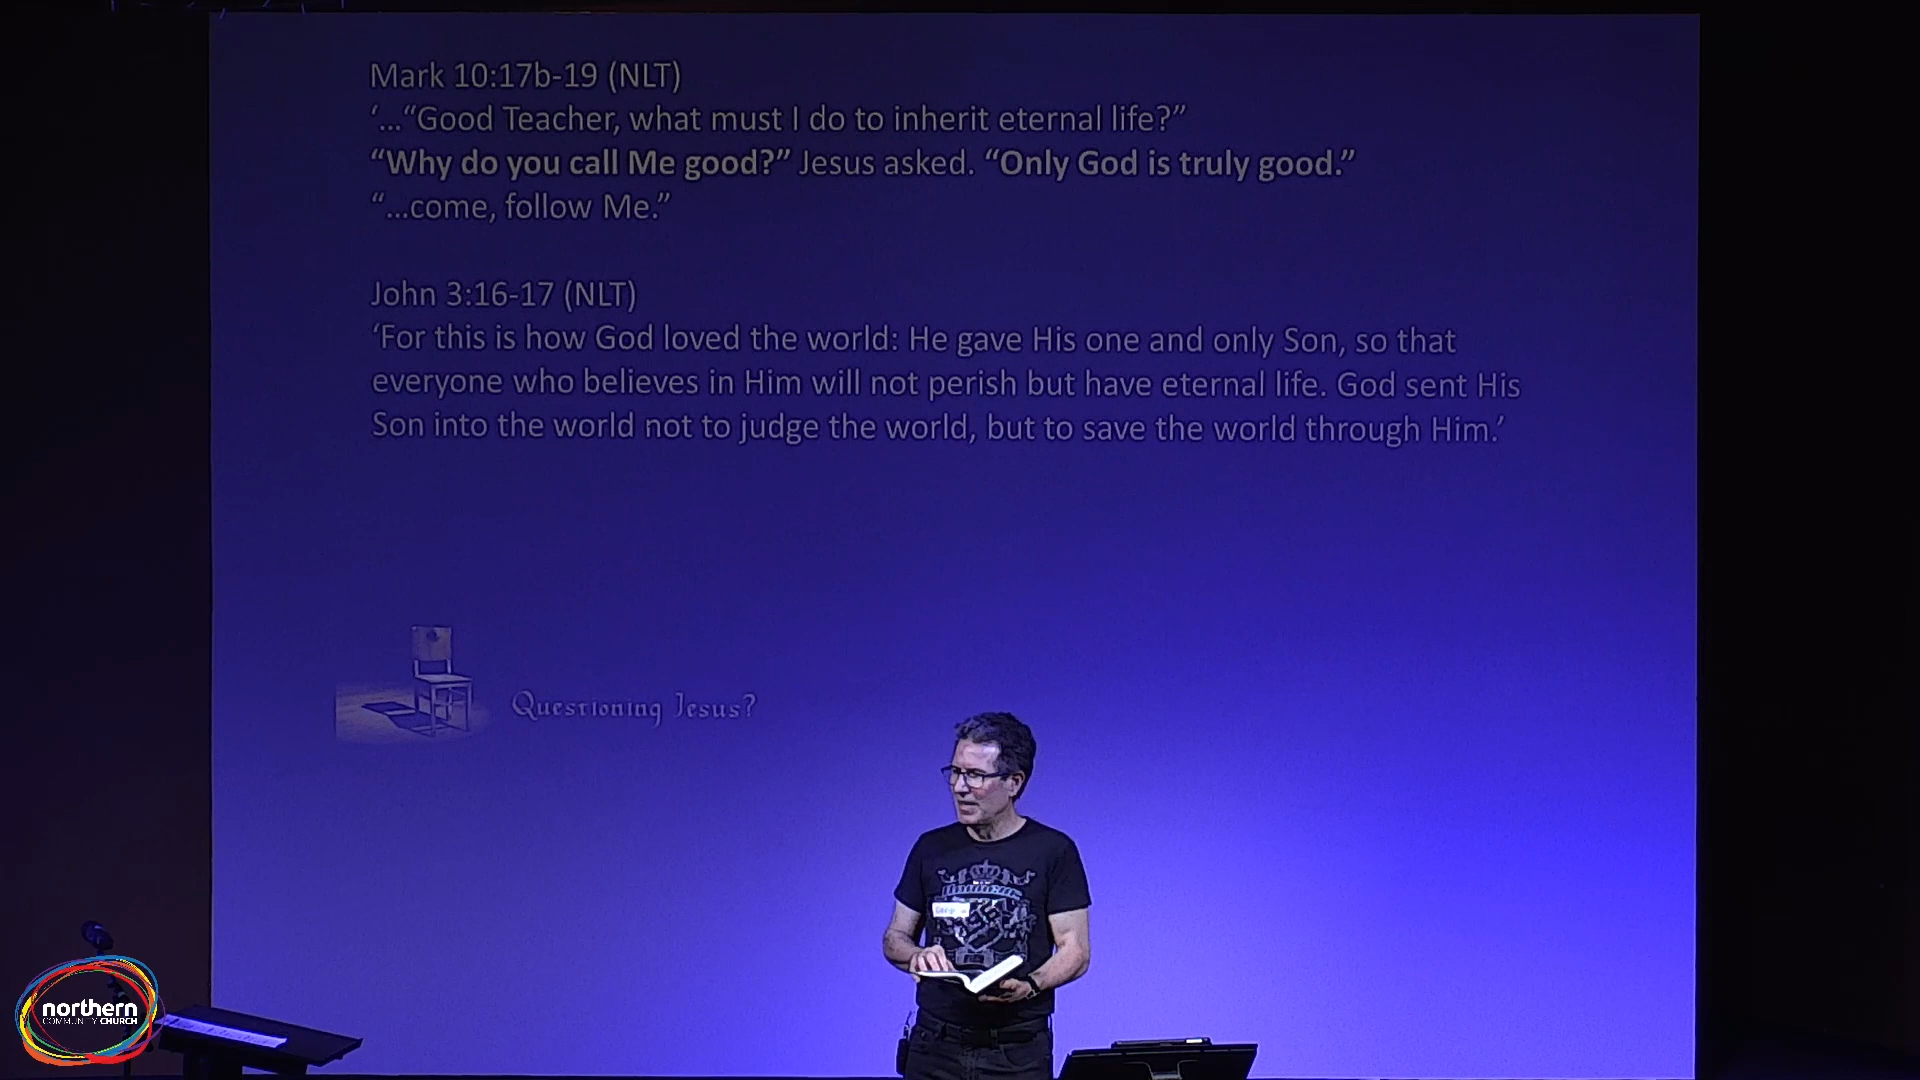 Mark 10:17b-19 (NLT)
‘...“Good Teacher, what must I do to inherit eternal life?”
“Why do you call Me good?” Jesus asked. “Only God is truly good.”
“...come, follow Me.”
John 3:16-17 (NLT)
‘For this is how God loved the world: He gave His one and only Son, so that
everyone who believes in Him will not perish but have eternal life. God sent His
Son into the world not to judge the world, but to save the world through Him.’
Questioning Jesus?
northern
COMMUNITY CHURCH